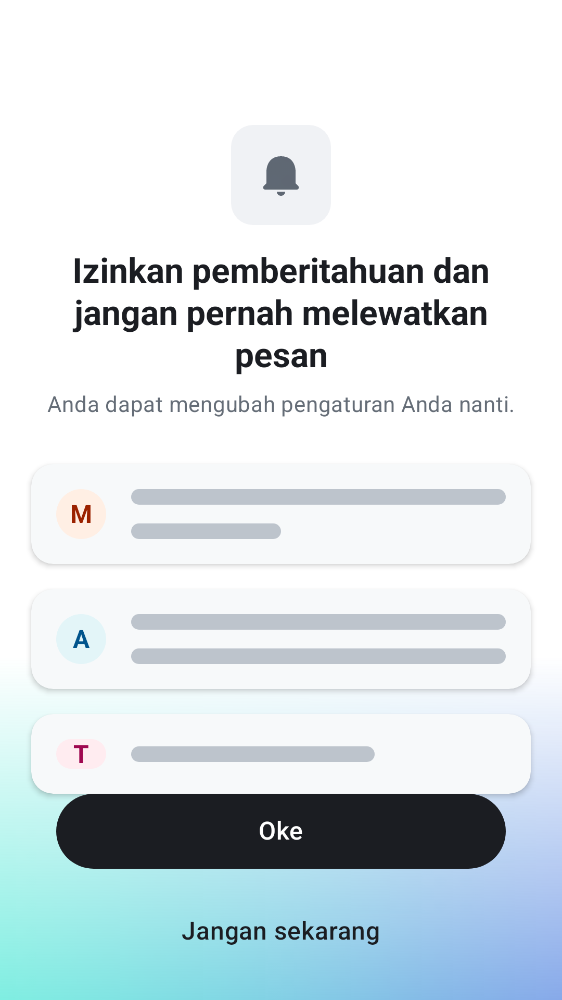 Izinkan pemberitahuan dan
jangan pernah melewatkan
pesan
Anda dapat mengubah pengaturan Anda nanti.
M
A
T
Oke
Jangan sekarang